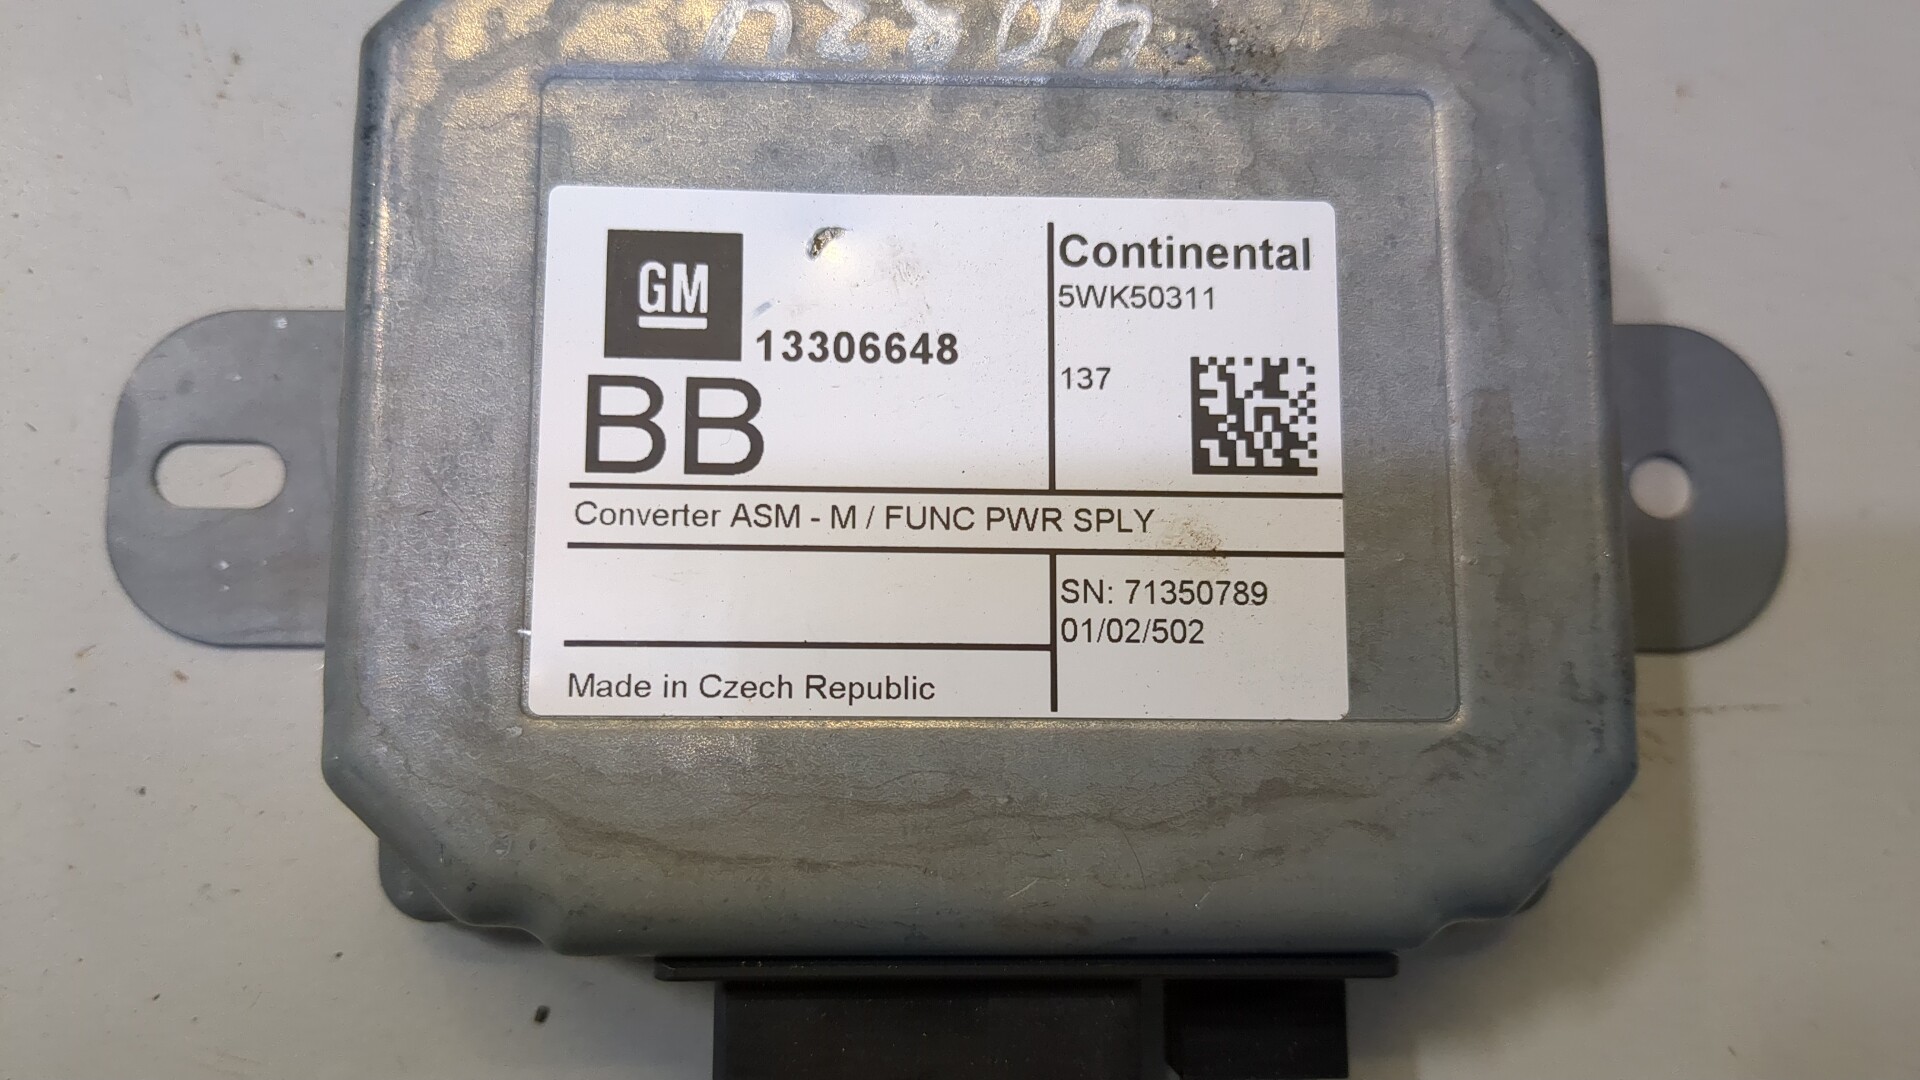 GM
13306648
BB
Continental
5WK50311
137
Converter ASM - M / FUNC PWR SPLY
SN: 71350789
01/02/502
Made in Czech Republic